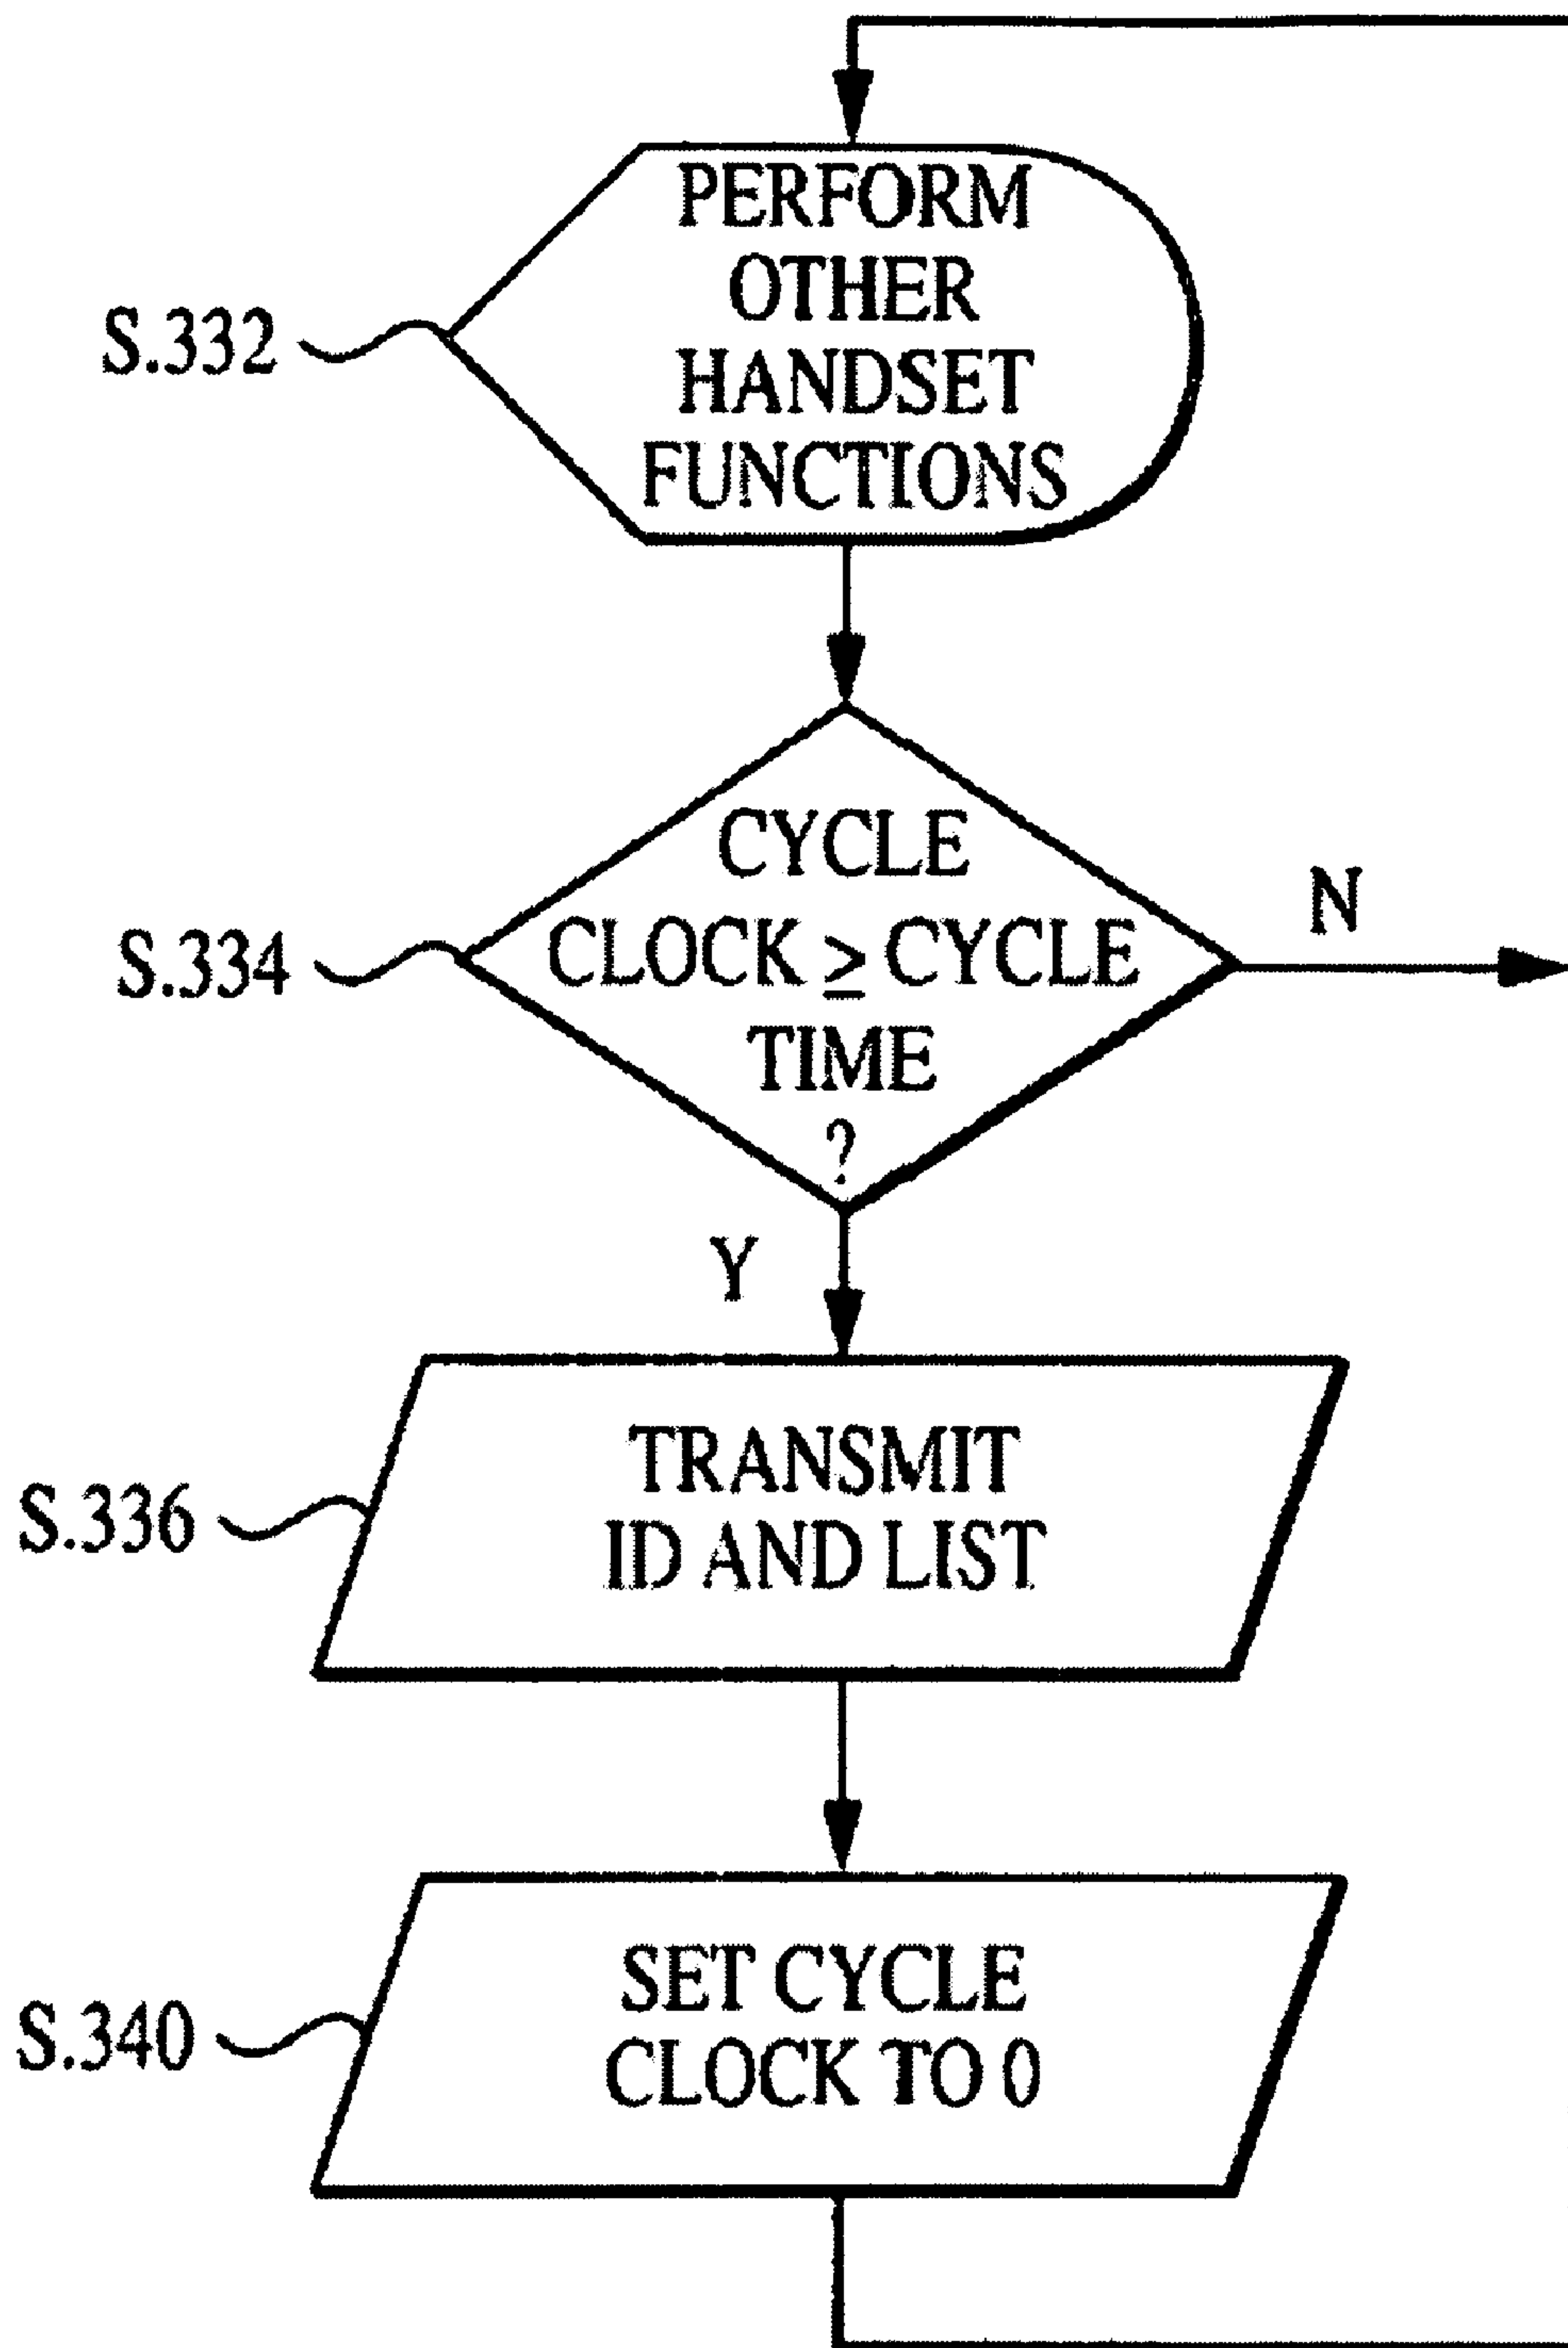 PERFORM
OTHER
HANDSET
FUNCTIONS
S.332
CYCLE
CLOCK ≥ CYCLE
TIME
?
S.334
N
Y
TRANSMIT
ID AND LIST
S.336
SET CYCLE
CLOCK TO 0
S.340